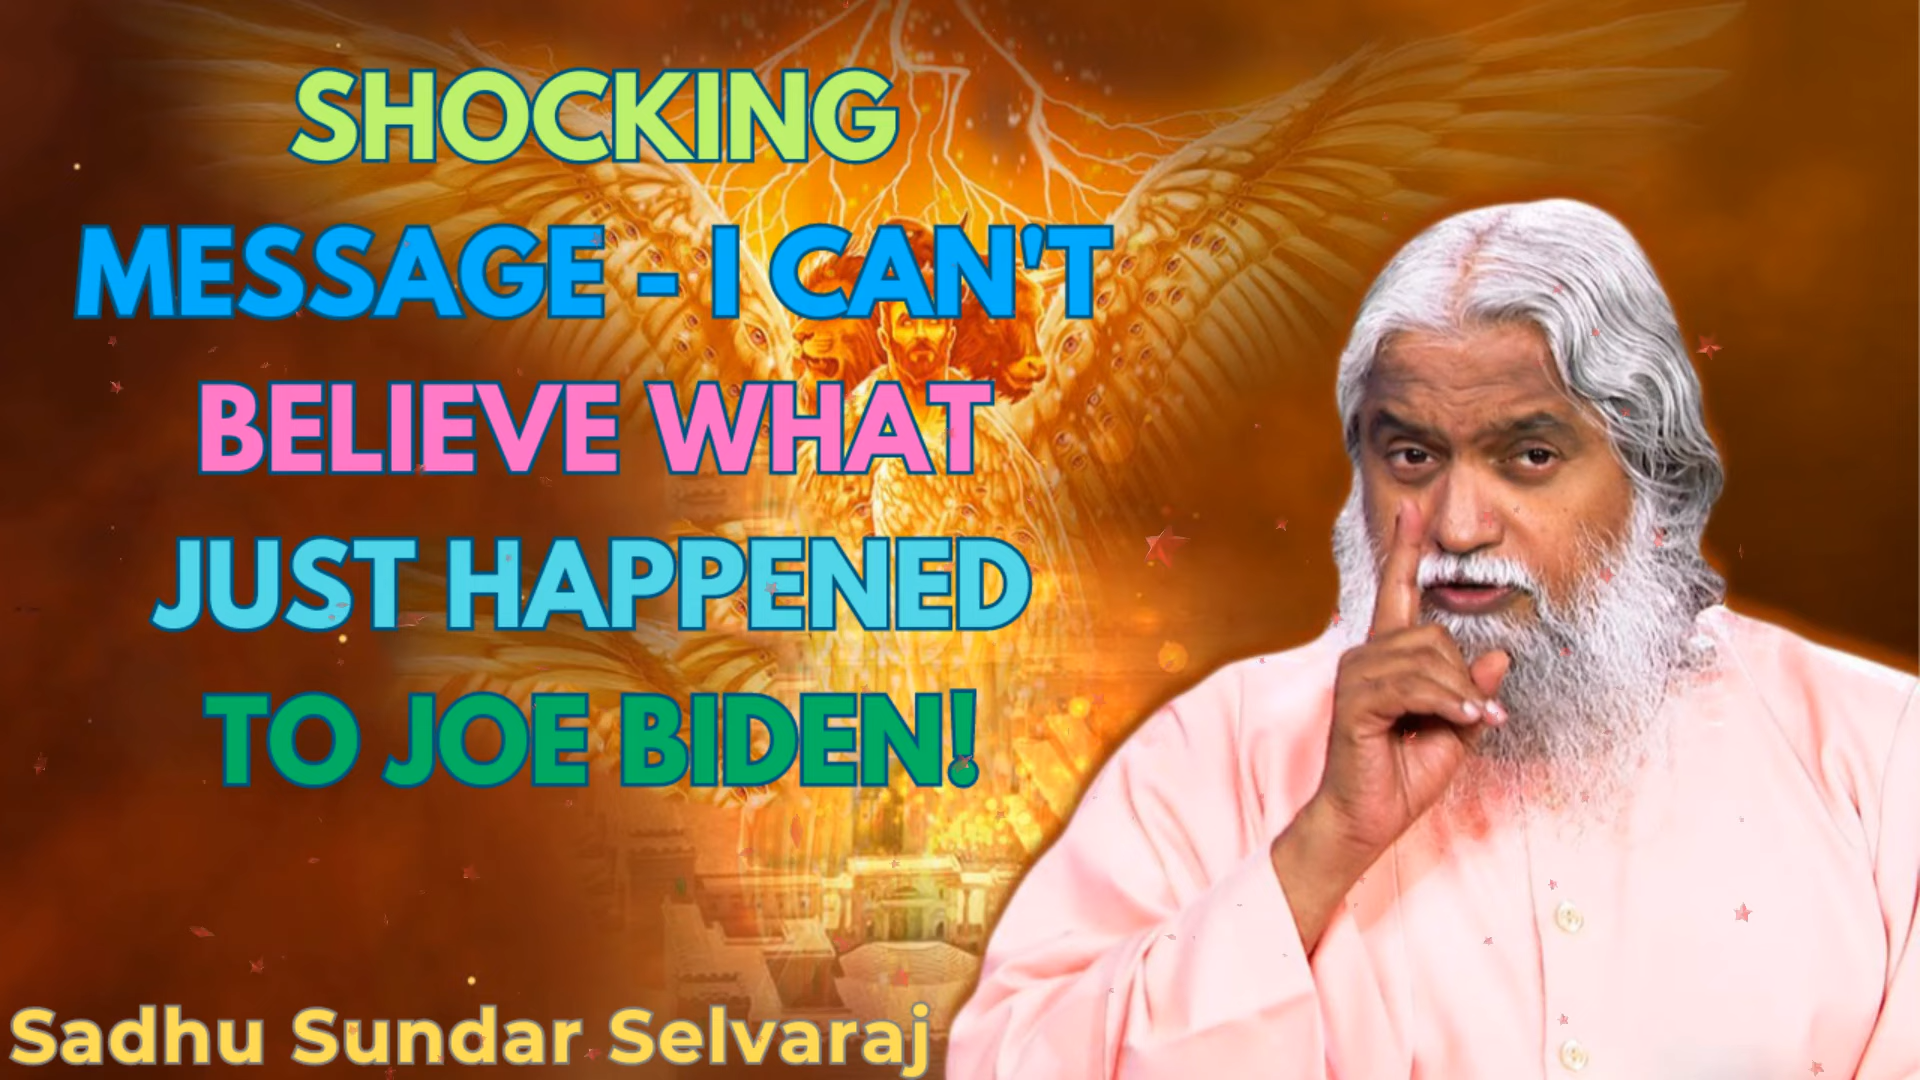 SHOCKING
MESSAGE - I CAN'T
BELIEVE WHAT
JUST HAPPENED
TO JOE BIDEN!
Sadhu Sundar Selvaraj